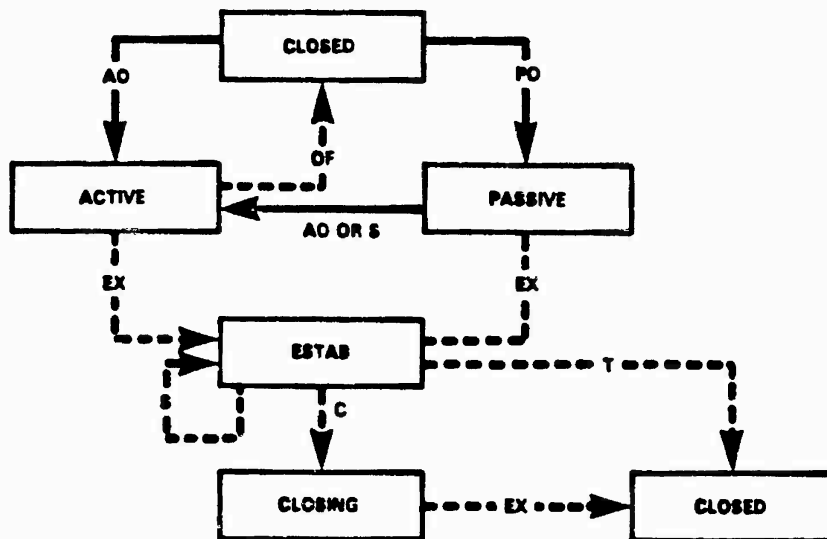 CLOSED
AO
PO
OF
ACTIVE
PASSIVE
AO OR S
EX
EX
ESTAB
T
S
C
CLOSING
EX
CLOSED